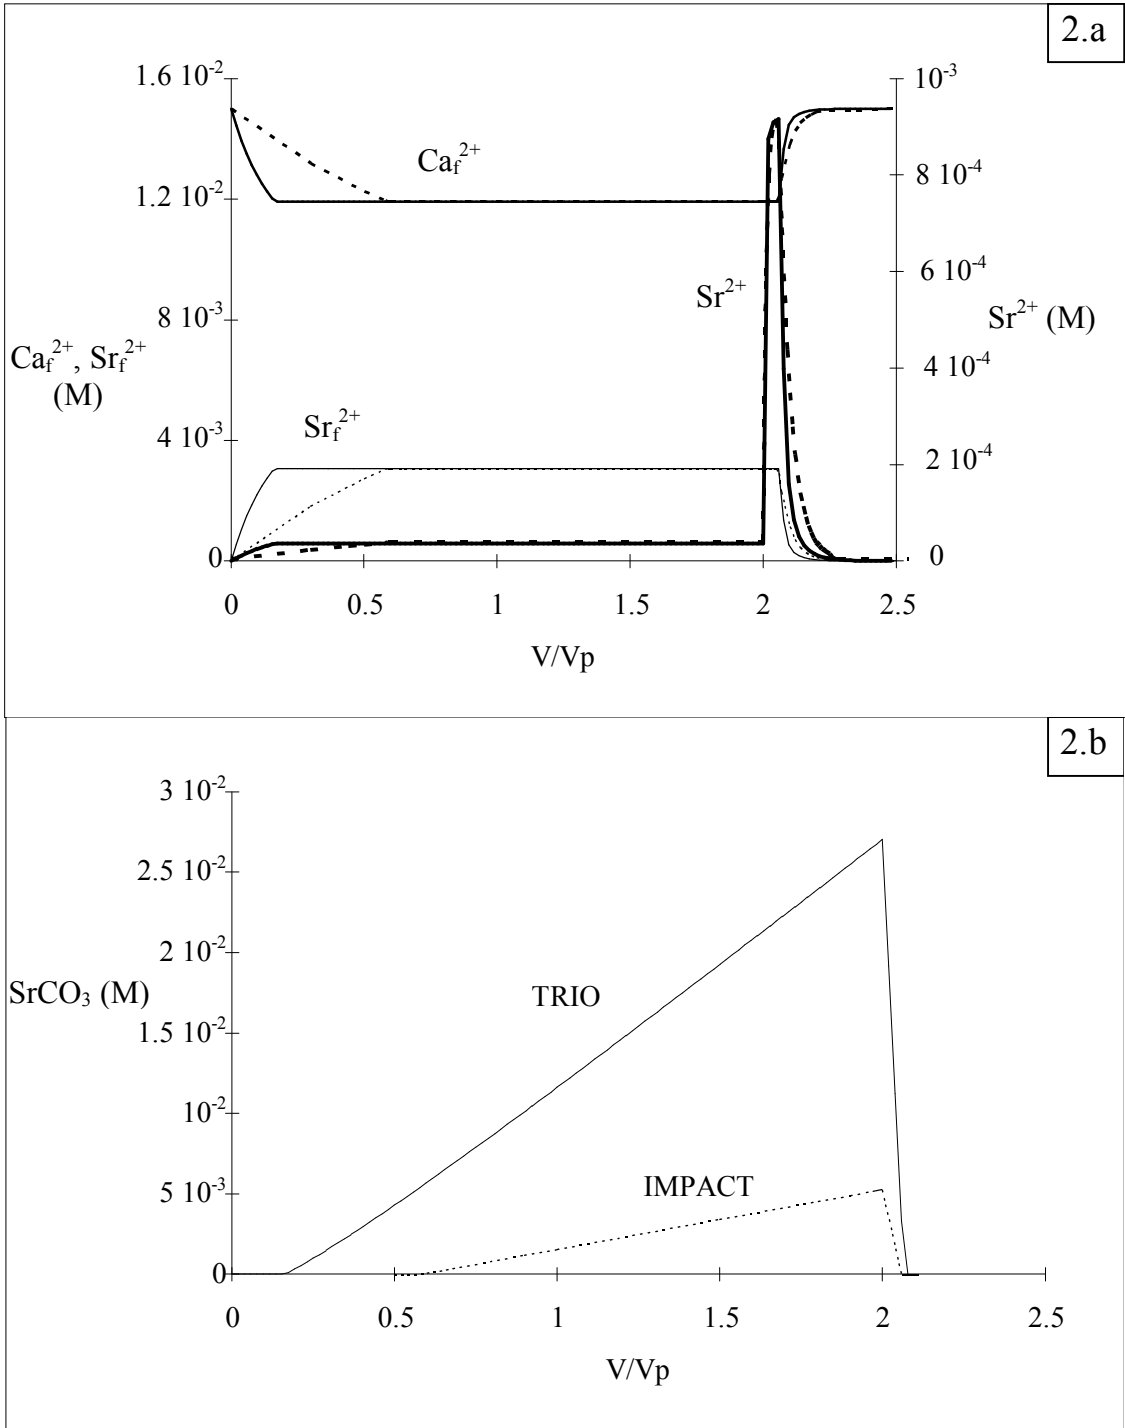 2.a
1.6 10⁻²
10⁻³
Ca_f²⁺
8 10⁻⁴
1.2 10⁻²
6 10⁻⁴
Sr²⁺
8 10⁻³
Sr²⁺ (M)
Ca_f²⁺, Sr_f²⁺
(M)
4 10⁻⁴
Sr_f²⁺
4 10⁻³
2 10⁻⁴
0
0
0 0.5 1 1.5 2 2.5
V/Vp
2.b
3 10⁻²
2.5 10⁻²
2 10⁻²
SrCO₃ (M)
TRIO
1.5 10⁻²
10⁻²
5 10⁻³
IMPACT
0
0 0.5 1 1.5 2 2.5
V/Vp